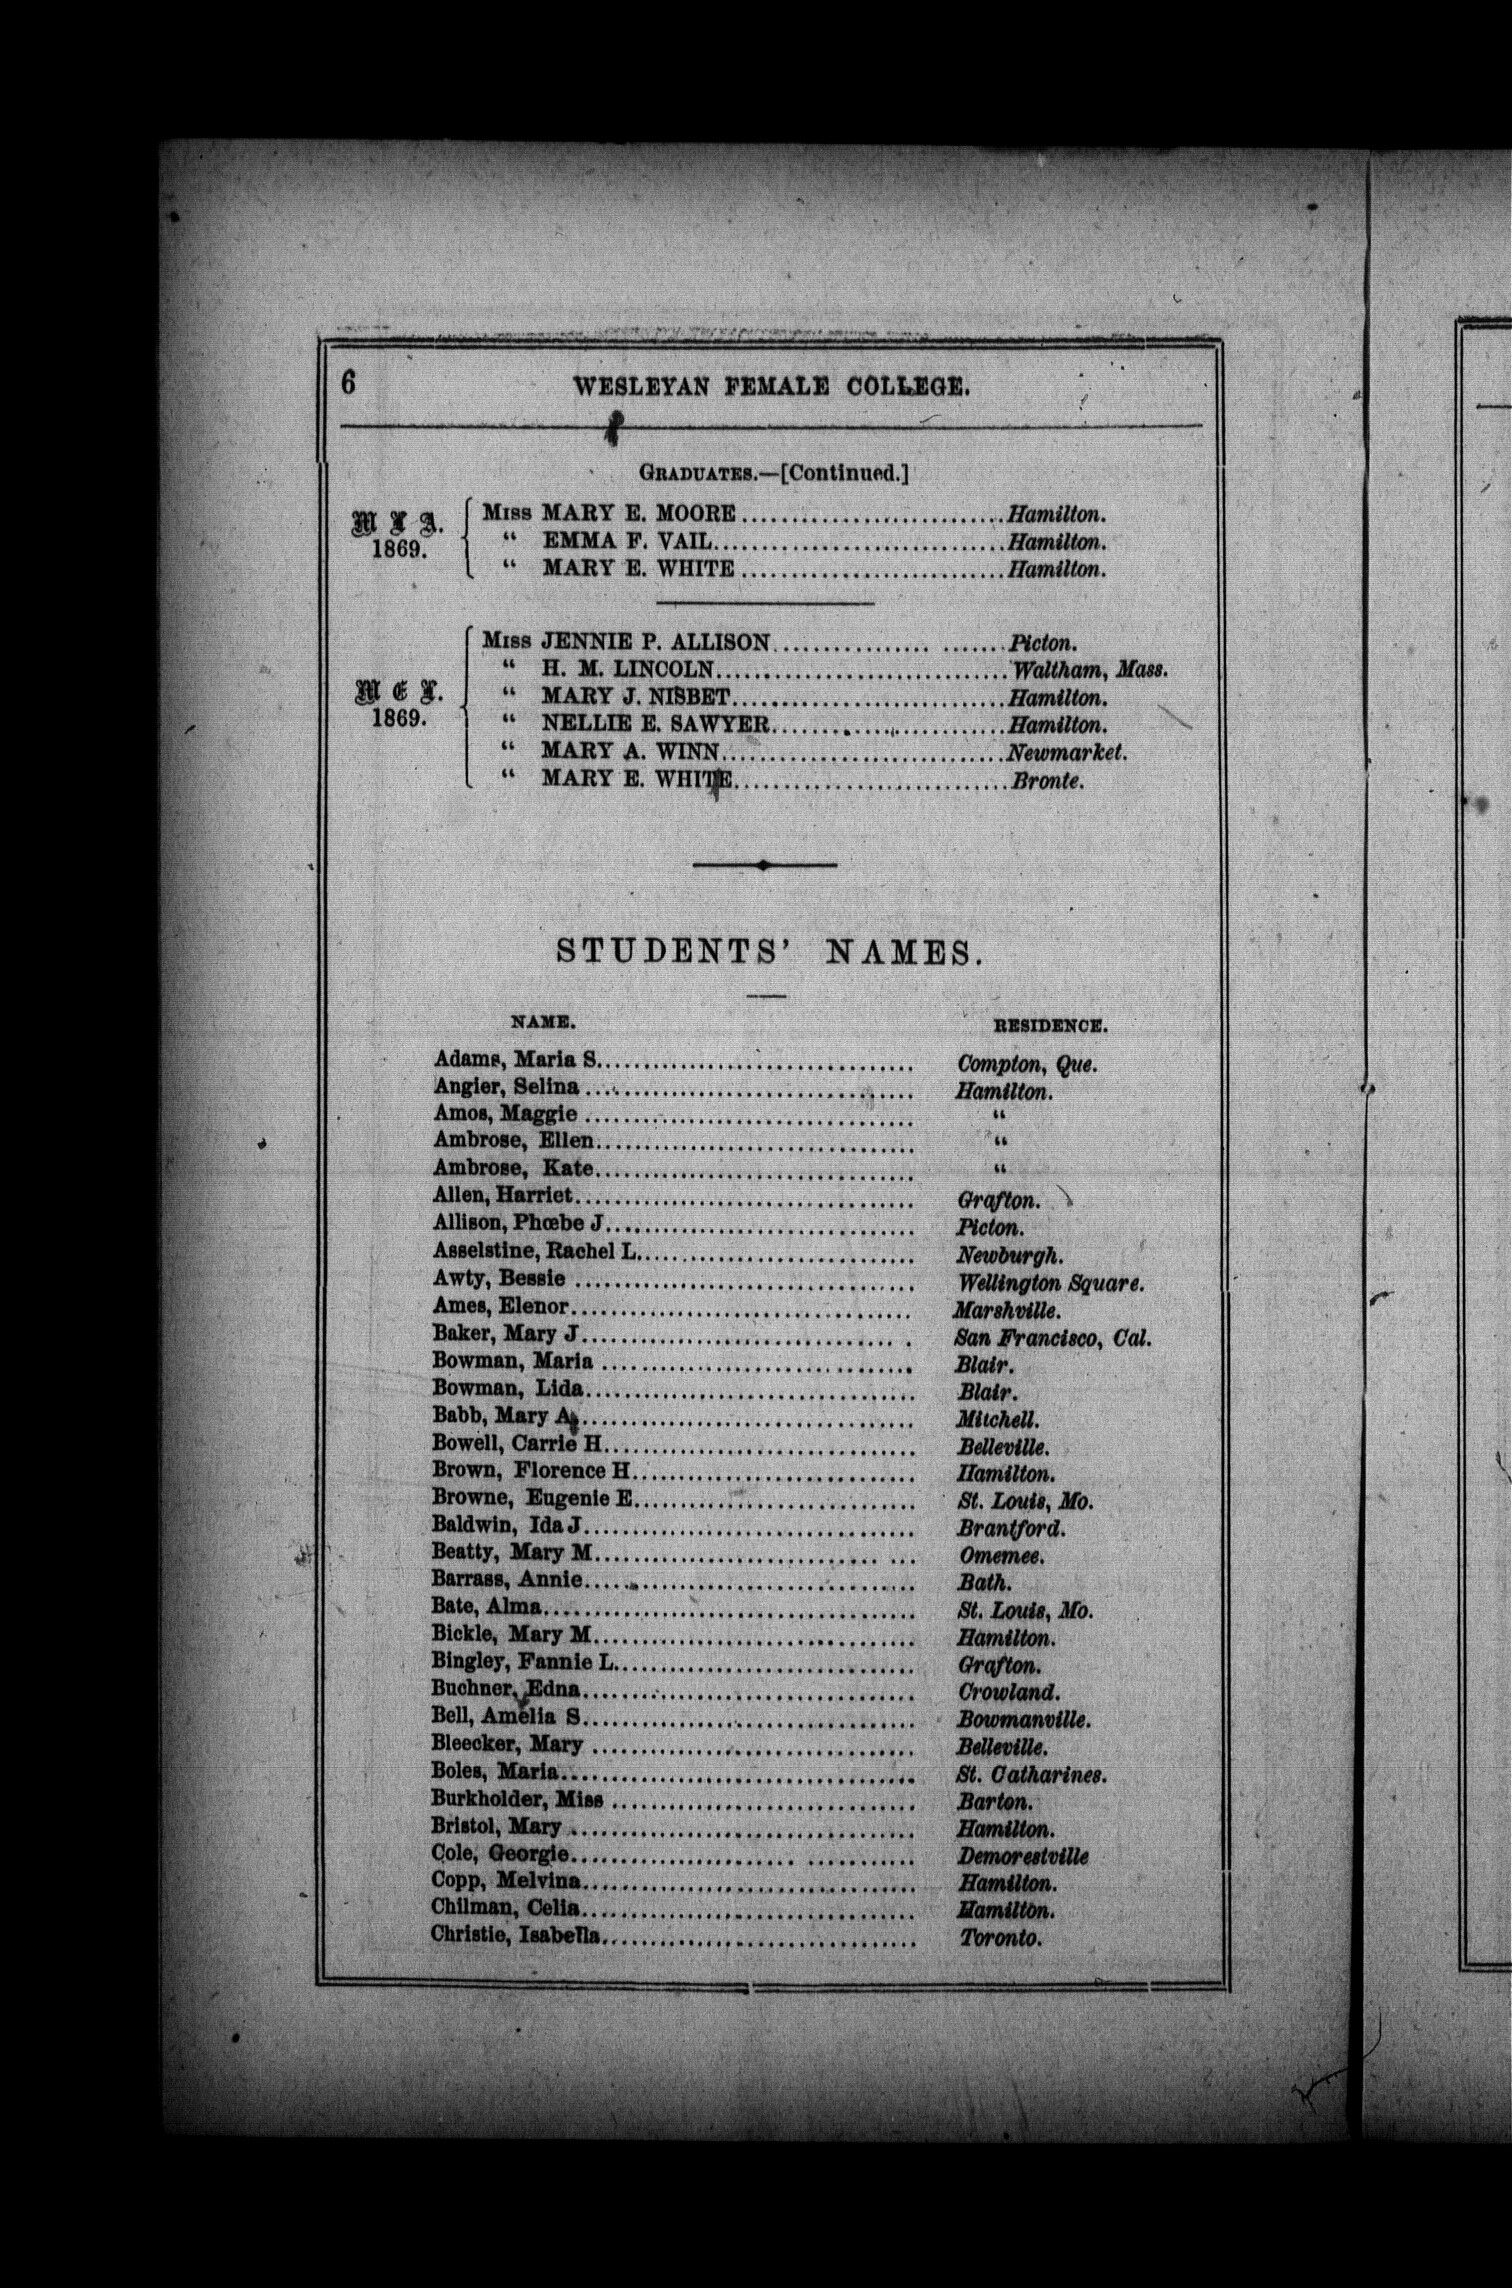 6 WESLEYAN FEMALE COLLEGE.
GRADUATES.—[Continued.]
Miss MARY E. MOORE..........................Hamilton.
M L A. “ EMMA F. VAIL..............................Hamilton.
1869. “ MARY E. WHITE...........................Hamilton.
Miss JENNIE P. ALLISON................ .......Picton.
“ H. M. LINCOLN..............................Waltham, Mass.
M E L. “ MARY J. NISBET............................Hamilton.
1869. “ NELLIE E. SAWYER........................Hamilton.
“ MARY A. WINN.............................Newmarket.
“ MARY E. WHITE............................Bronte.
STUDENTS’ NAMES.
NAME. RESIDENCE.
Adams, Maria S................................. Compton, Que.
Angier, Selina................................. Hamilton.
Amos, Maggie.................................. “
Ambrose, Ellen................................. “
Ambrose, Kate................................. “
Allen, Harriet................................... Grafton.
Allison, Phœbe J................................ Picton.
Asselstine, Rachel L............................. Newburgh.
Awty, Bessie................................... Wellington Square.
Ames, Elenor................................... Marshville.
Baker, Mary J................................ . San Francisco, Cal.
Bowman, Maria................................ Blair.
Bowman, Lida.................................. Blair.
Babb, Mary A.................................. Mitchell.
Bowell, Carrie H................................ Belleville.
Brown, Florence H............................. Hamilton.
Browne, Eugenie E............................. St. Louis, Mo.
Baldwin, Ida J.................................. Brantford.
Beatty, Mary M............................. ... Omemee.
Barrass, Annie.................................. Bath.
Bate, Alma...................................... St. Louis, Mo.
Bickle, Mary M................................. Hamilton.
Bingley, Fannie L............................... Grafton.
Buchner, Edna.................................. Crowland.
Bell, Amelia S.................................. Bowmanville.
Bleecker, Mary................................. Belleville.
Boles, Maria.................................... St. Catharines.
Burkholder, Miss............................... Barton.
Bristol, Mary................................... Hamilton.
Cole, Georgie....................... ........... Demorestville
Copp, Melvina.................................. Hamilton.
Chilman, Celia.................................. Hamilton.
Christie, Isabella................................ Toronto.